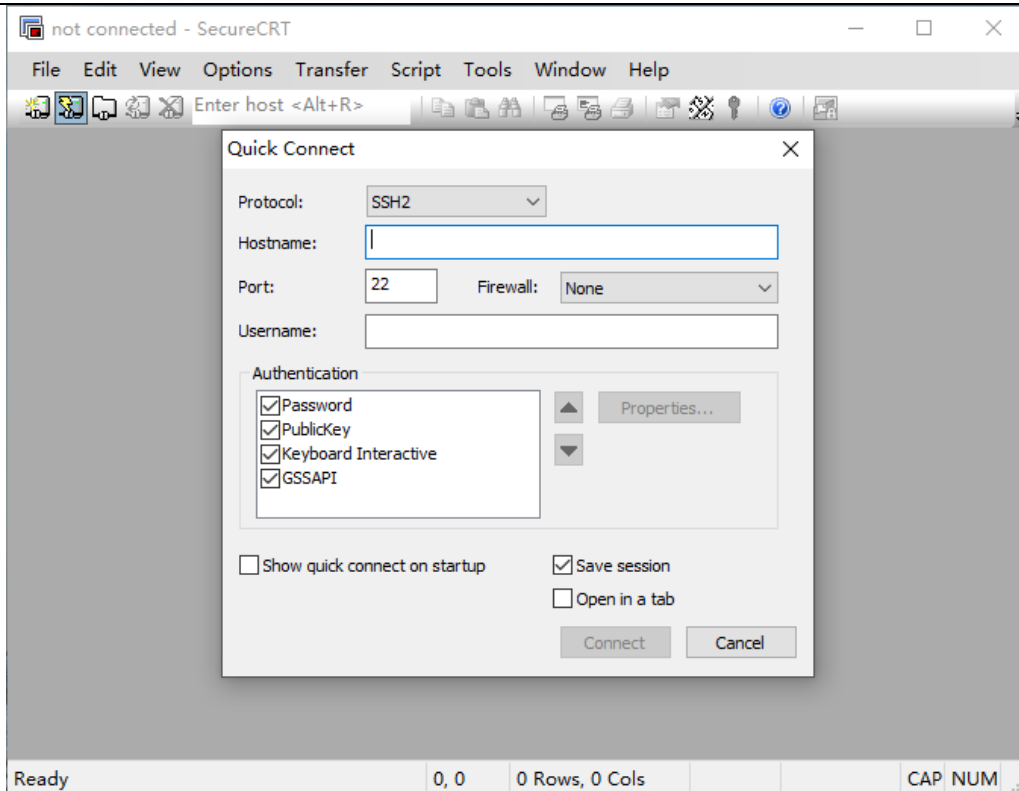 not connected - SecureCRT
File Edit View Options Transfer Script Tools Window Help
Enter host <Alt+R>
Quick Connect
Protocol: SSH2
Hostname:
Port: 22 Firewall: None
Username:
Authentication
Password
PublicKey
Keyboard Interactive
GSSAPI
Properties...
Show quick connect on startup
Save session
Open in a tab
Connect Cancel
Ready 0, 0 0 Rows, 0 Cols CAP NUM